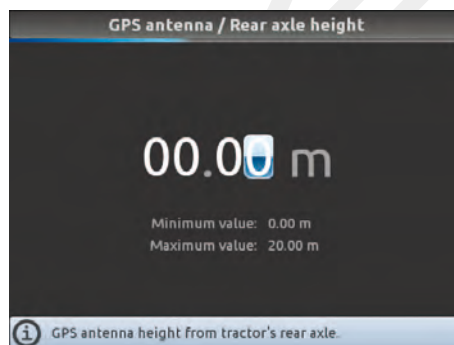 GPS antenna / Rear axle height
00.00 m
Minimum value: 0.00 m
Maximum value: 20.00 m
GPS antenna height from tractor's rear axle.